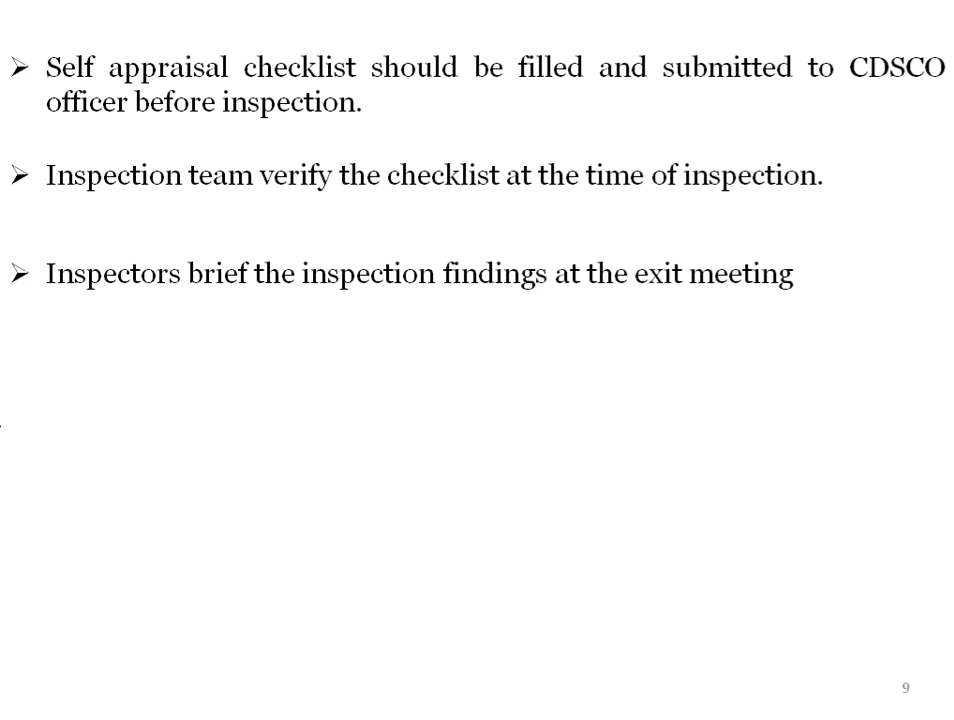 ➢ Self appraisal checklist should be filled and submitted to CDSCO
officer before inspection.
➢ Inspection team verify the checklist at the time of inspection.
➢ Inspectors brief the inspection findings at the exit meeting
9